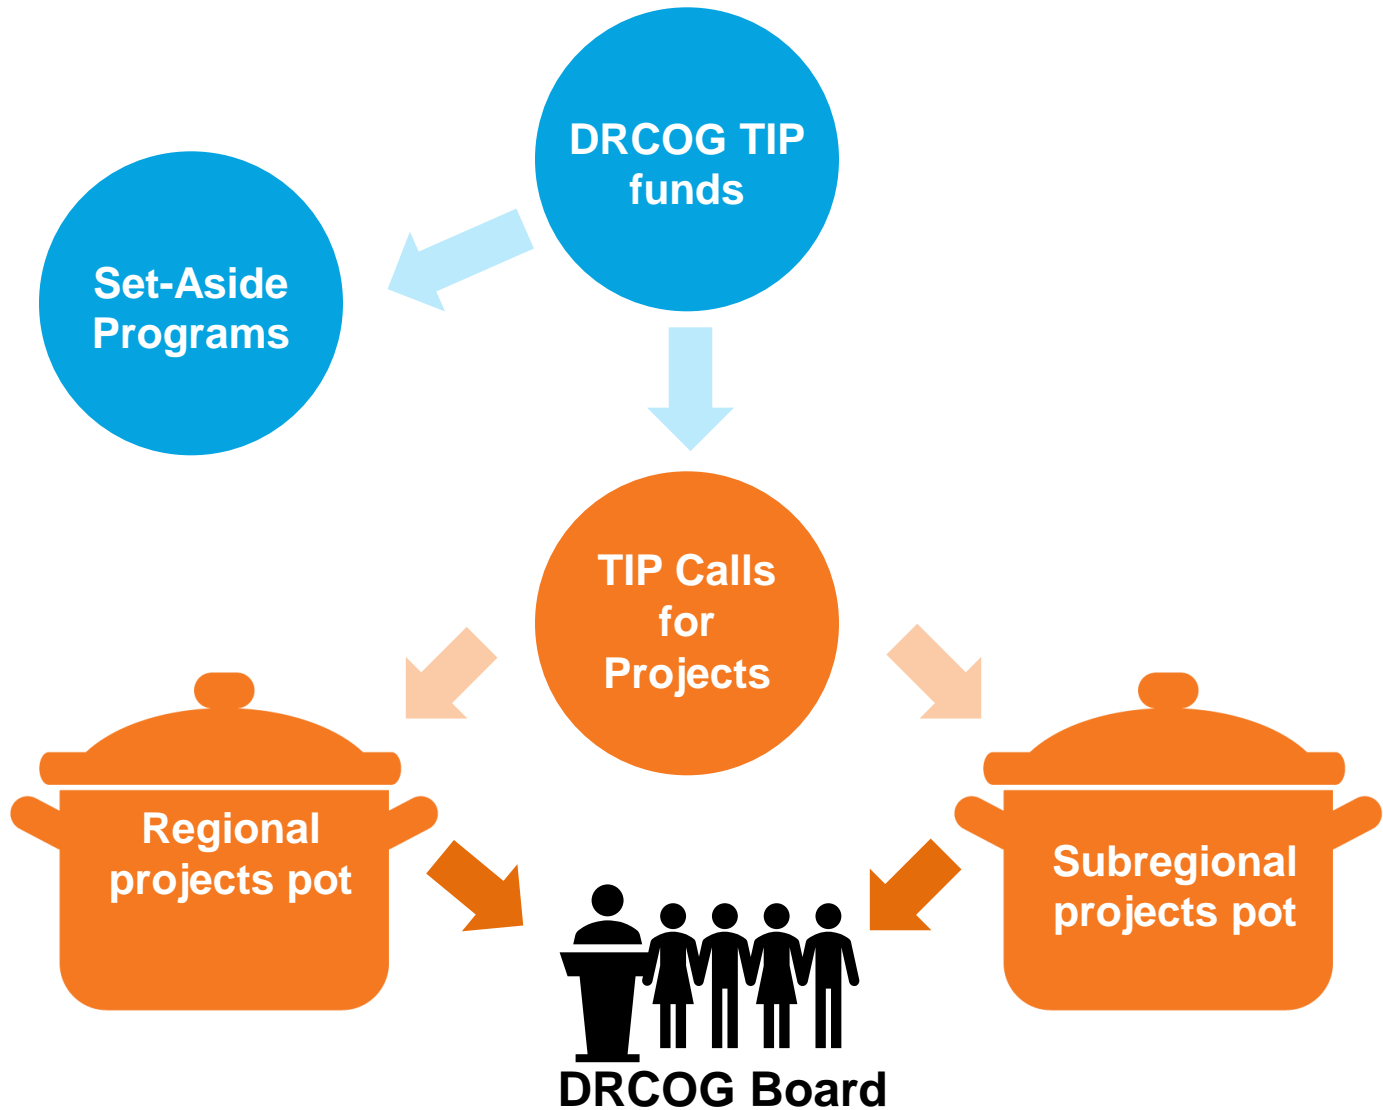 DRCOG TIP
funds
Set-Aside
Programs
TIP Calls
for
Projects
Regional
projects pot
Subregional
projects pot
DRCOG Board